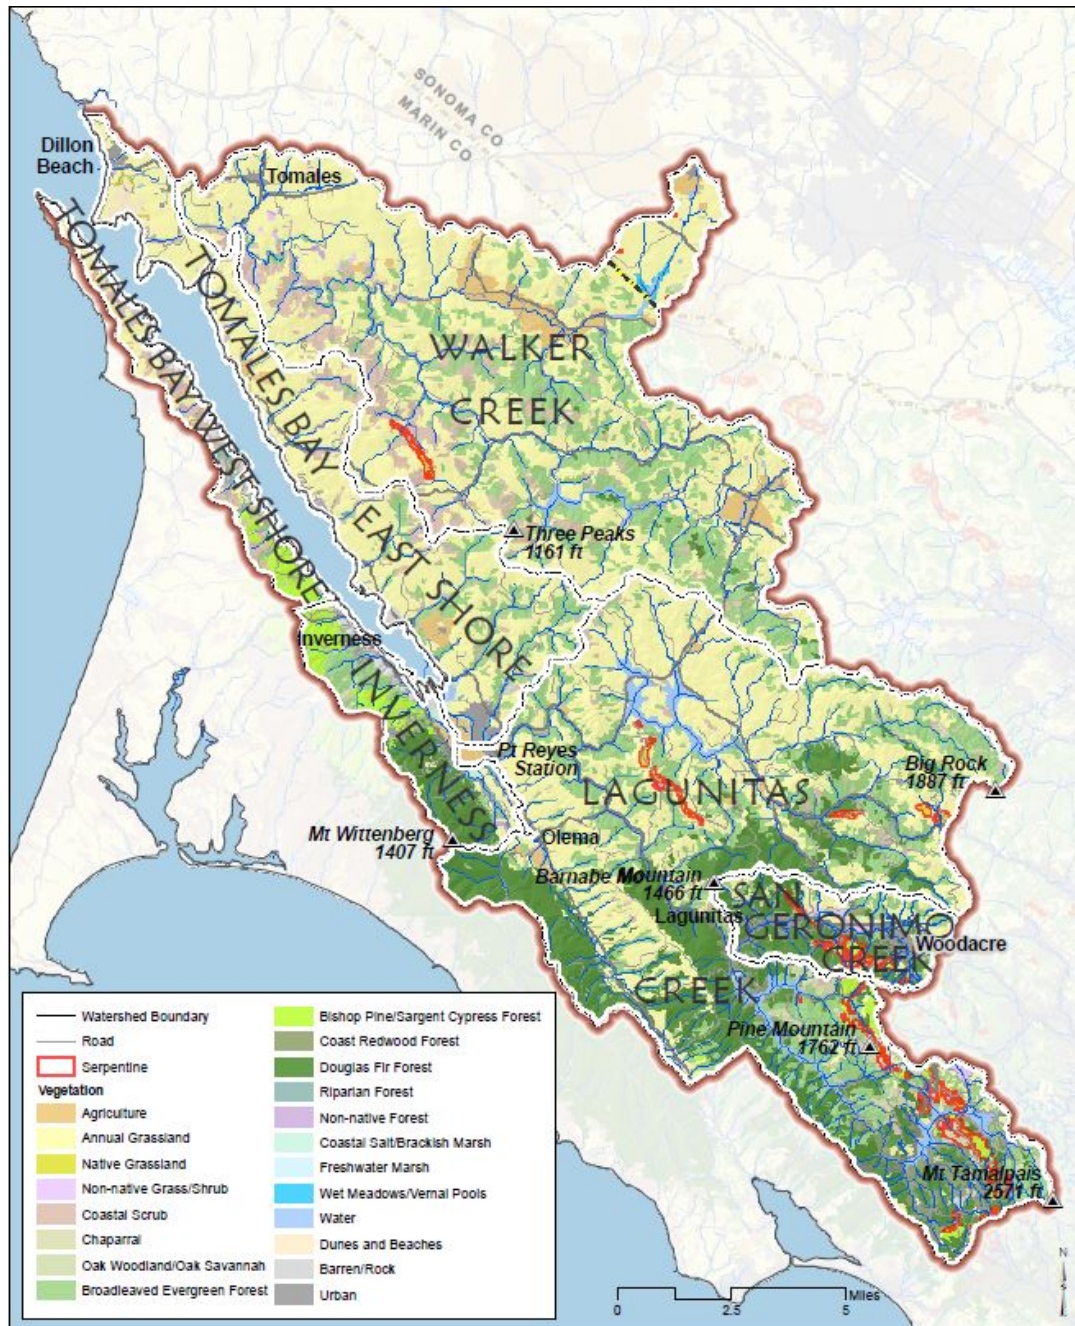 SONOMA CO
MARIN CO
Dillon
Beach
Tomales
TOMALES BAY WEST SHORE
TOMALES BAY EAST SHORE
WALKER
CREEK
Three Peaks
1161 ft
Inverness
INVERNESS
Pt Reyes
Station
LAGUNITAS
CREEK
Big Rock
1887 ft
Mt Wittenberg
1407 ft
Olema
Barnabe Mountain
1466 ft
Lagunitas
SAN
GERONIMO
CREEK
Woodacre
Pine Mountain
1762 ft
Mt Tamalpais
2571 ft
Watershed Boundary
Road
Serpentine
Vegetation
Agriculture
Annual Grassland
Native Grassland
Non-native Grass/Shrub
Coastal Scrub
Chaparral
Oak Woodland/Oak Savannah
Broadleaved Evergreen Forest
Bishop Pine/Sargent Cypress Forest
Coast Redwood Forest
Douglas Fir Forest
Riparian Forest
Non-native Forest
Coastal Salt/Brackish Marsh
Freshwater Marsh
Wet Meadows/Vernal Pools
Water
Dunes and Beaches
Barren/Rock
Urban
Miles
0 2.5 5
N
S